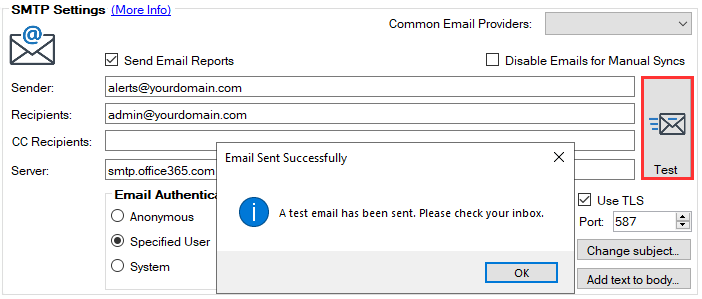 SMTP Settings (More Info)
Common Email Providers:
Send Email Reports
Disable Emails for Manual Syncs
Sender: alerts@yourdomain.com
Recipients: admin@yourdomain.com
CC Recipients:
Test
Server: smtp.office365.com
Email Sent Successfully
A test email has been sent. Please check your inbox.
OK
Email Authentica
Anonymous
Specified User
System
Use TLS
Port: 587
Change subject...
Add text to body...